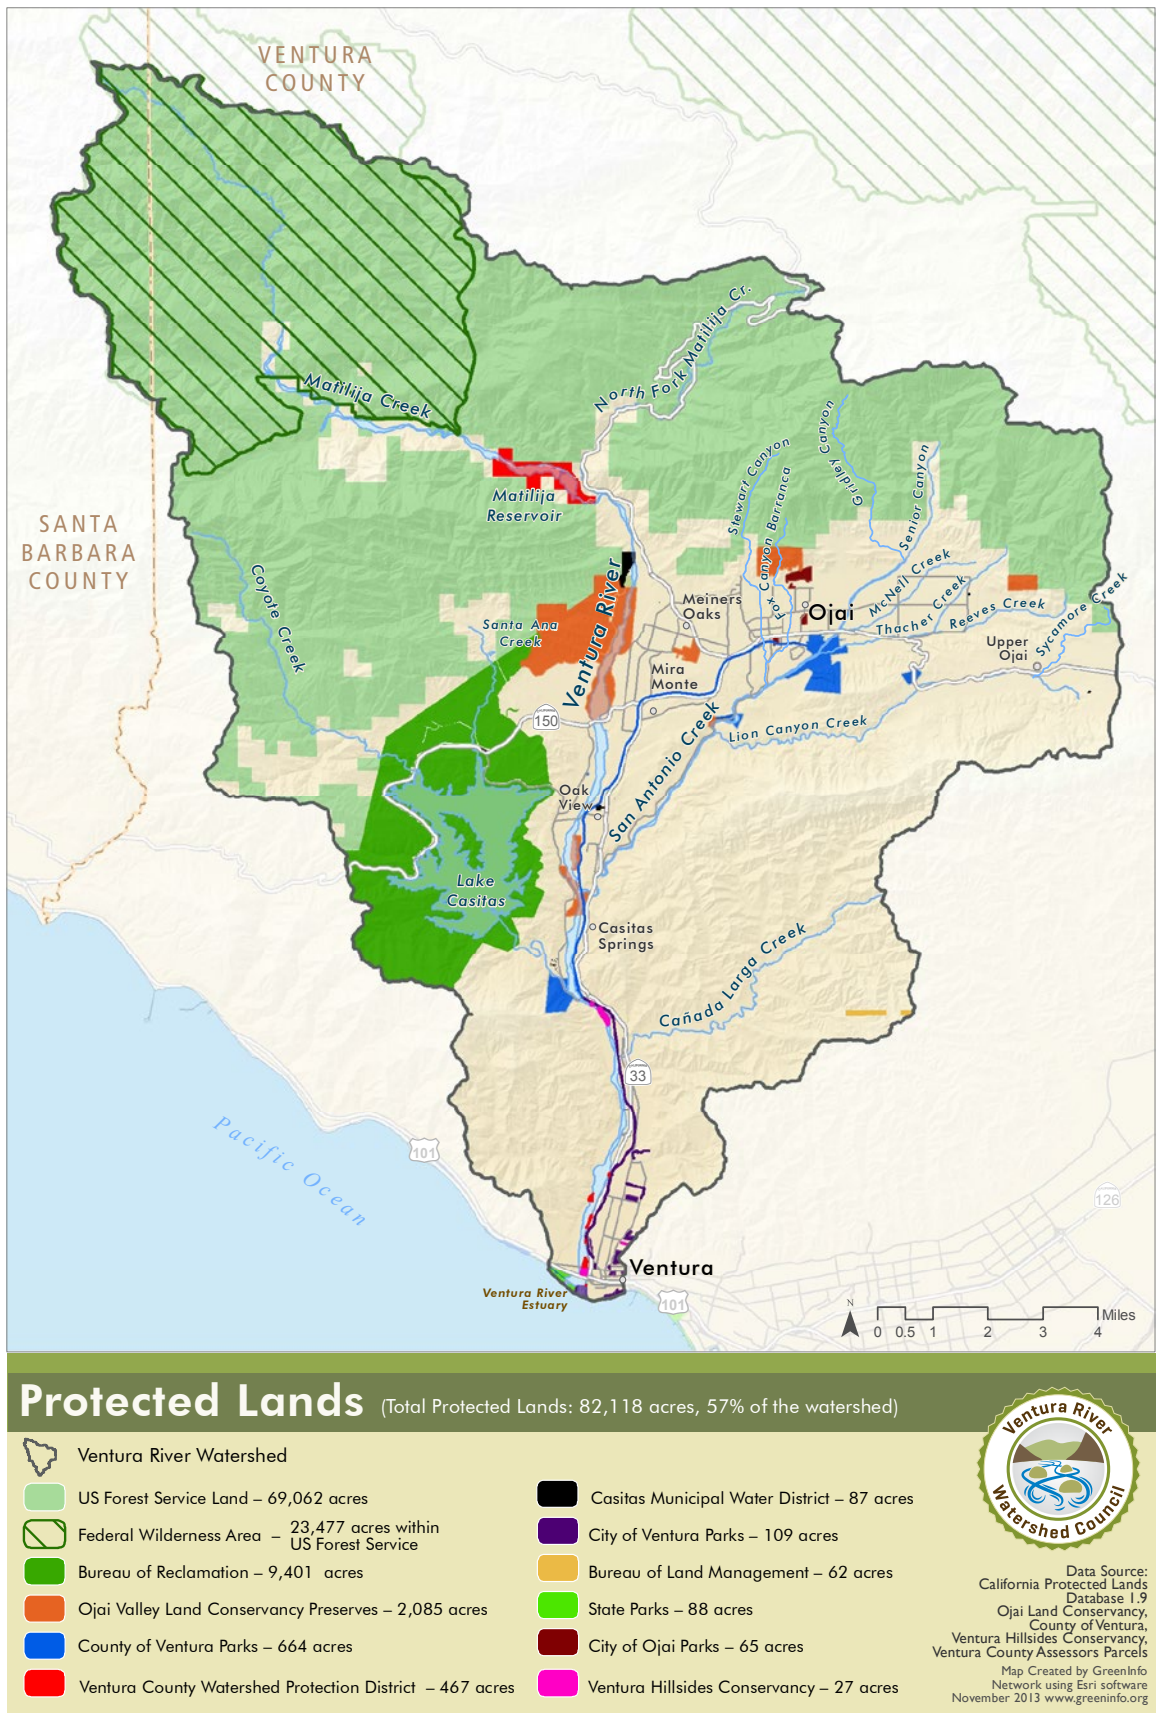 VENTURA
COUNTY
North Fork Matilija Cr.
Matilija Creek
Matilija
Reservoir
SANTA
BARBARA
COUNTY
Coyote Creek
Santa Ana
Creek
Ventura River
Stewart Canyon
Fox Canyon Barranca
Gridley Canyon
Senior Canyon
McNeil Creek
Thacher Creek
Reeves Creek
Sycamore Creek
Meiners
Oaks
Ojai
Upper
Ojai
Mira
Monte
150
San Antonio Creek
Lion Canyon Creek
Oak
View
Lake
Casitas
Casitas
Springs
Cañada Larga Creek
CALIFORNIA
33
Pacific Ocean
101
126
Ventura
Ventura River
Estuary
101
N
0 0.5 1 2 3 4 Miles
Protected Lands (Total Protected Lands: 82,118 acres, 57% of the watershed)
Ventura River Watershed
US Forest Service Land – 69,062 acres
Federal Wilderness Area – 23,477 acres within
US Forest Service
Bureau of Reclamation – 9,401 acres
Ojai Valley Land Conservancy Preserves – 2,085 acres
County of Ventura Parks – 664 acres
Ventura County Watershed Protection District – 467 acres
Casitas Municipal Water District – 87 acres
City of Ventura Parks – 109 acres
Bureau of Land Management – 62 acres
State Parks – 88 acres
City of Ojai Parks – 65 acres
Ventura Hillsides Conservancy – 27 acres
Ventura River
Watershed Council
Data Source:
California Protected Lands
Database 1.9
Ojai Land Conservancy,
County of Ventura,
Ventura Hillsides Conservancy,
Ventura County Assessors Parcels
Map Created by GreenInfo
Network using Esri software
November 2013 www.greeninfo.org